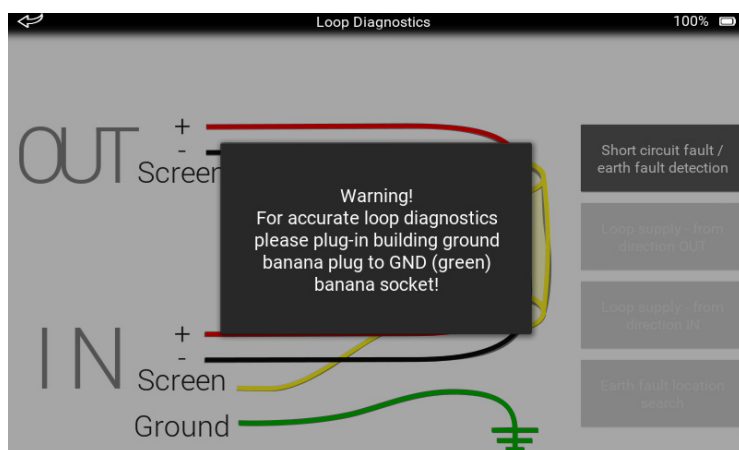 Loop Diagnostics
100%
OUT
+
-
Screen
Short circuit fault /
earth fault detection
Loop supply - from
direction OUT
Loop supply - from
direction IN
Earth fault location
search
Warning!
For accurate loop diagnostics
please plug-in building ground
banana plug to GND (green)
banana socket!
IN
+
-
Screen
Ground